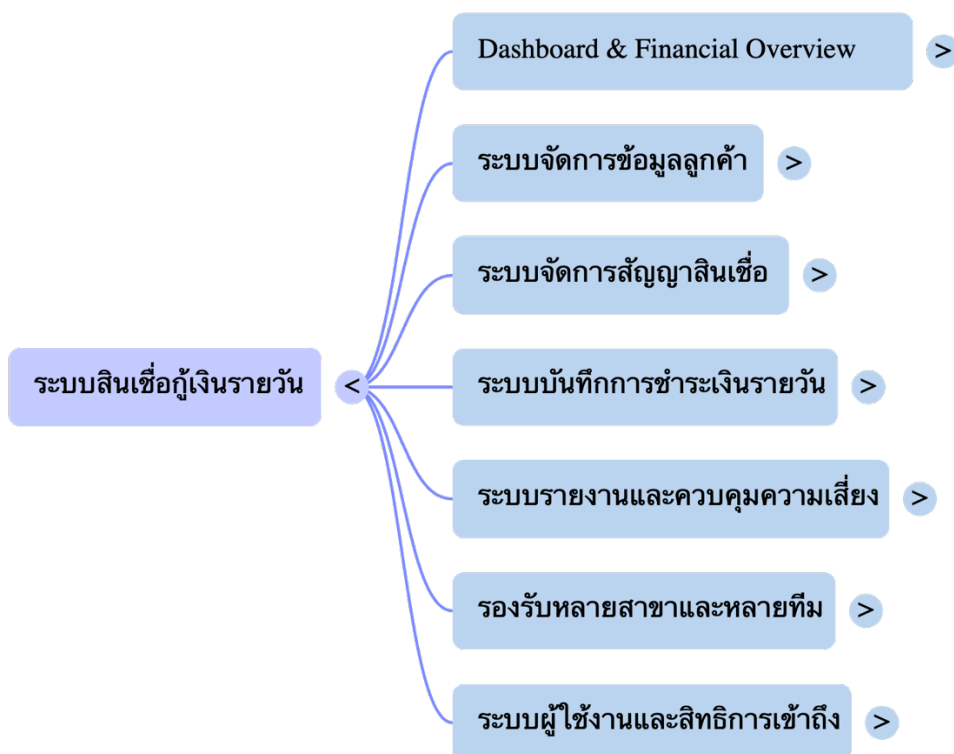 Dashboard & Financial Overview >
ระบบจัดการข้อมูลลูกค้า >
ระบบจัดการสัญญาสินเชื่อ >
ระบบสินเชื่อกู้เงินรายวัน <
ระบบบันทึกการชำระเงินรายวัน >
ระบบรายงานและควบคุมความเสี่ยง >
รองรับหลายสาขาและหลายทีม >
ระบบผู้ใช้งานและสิทธิการเข้าถึง >